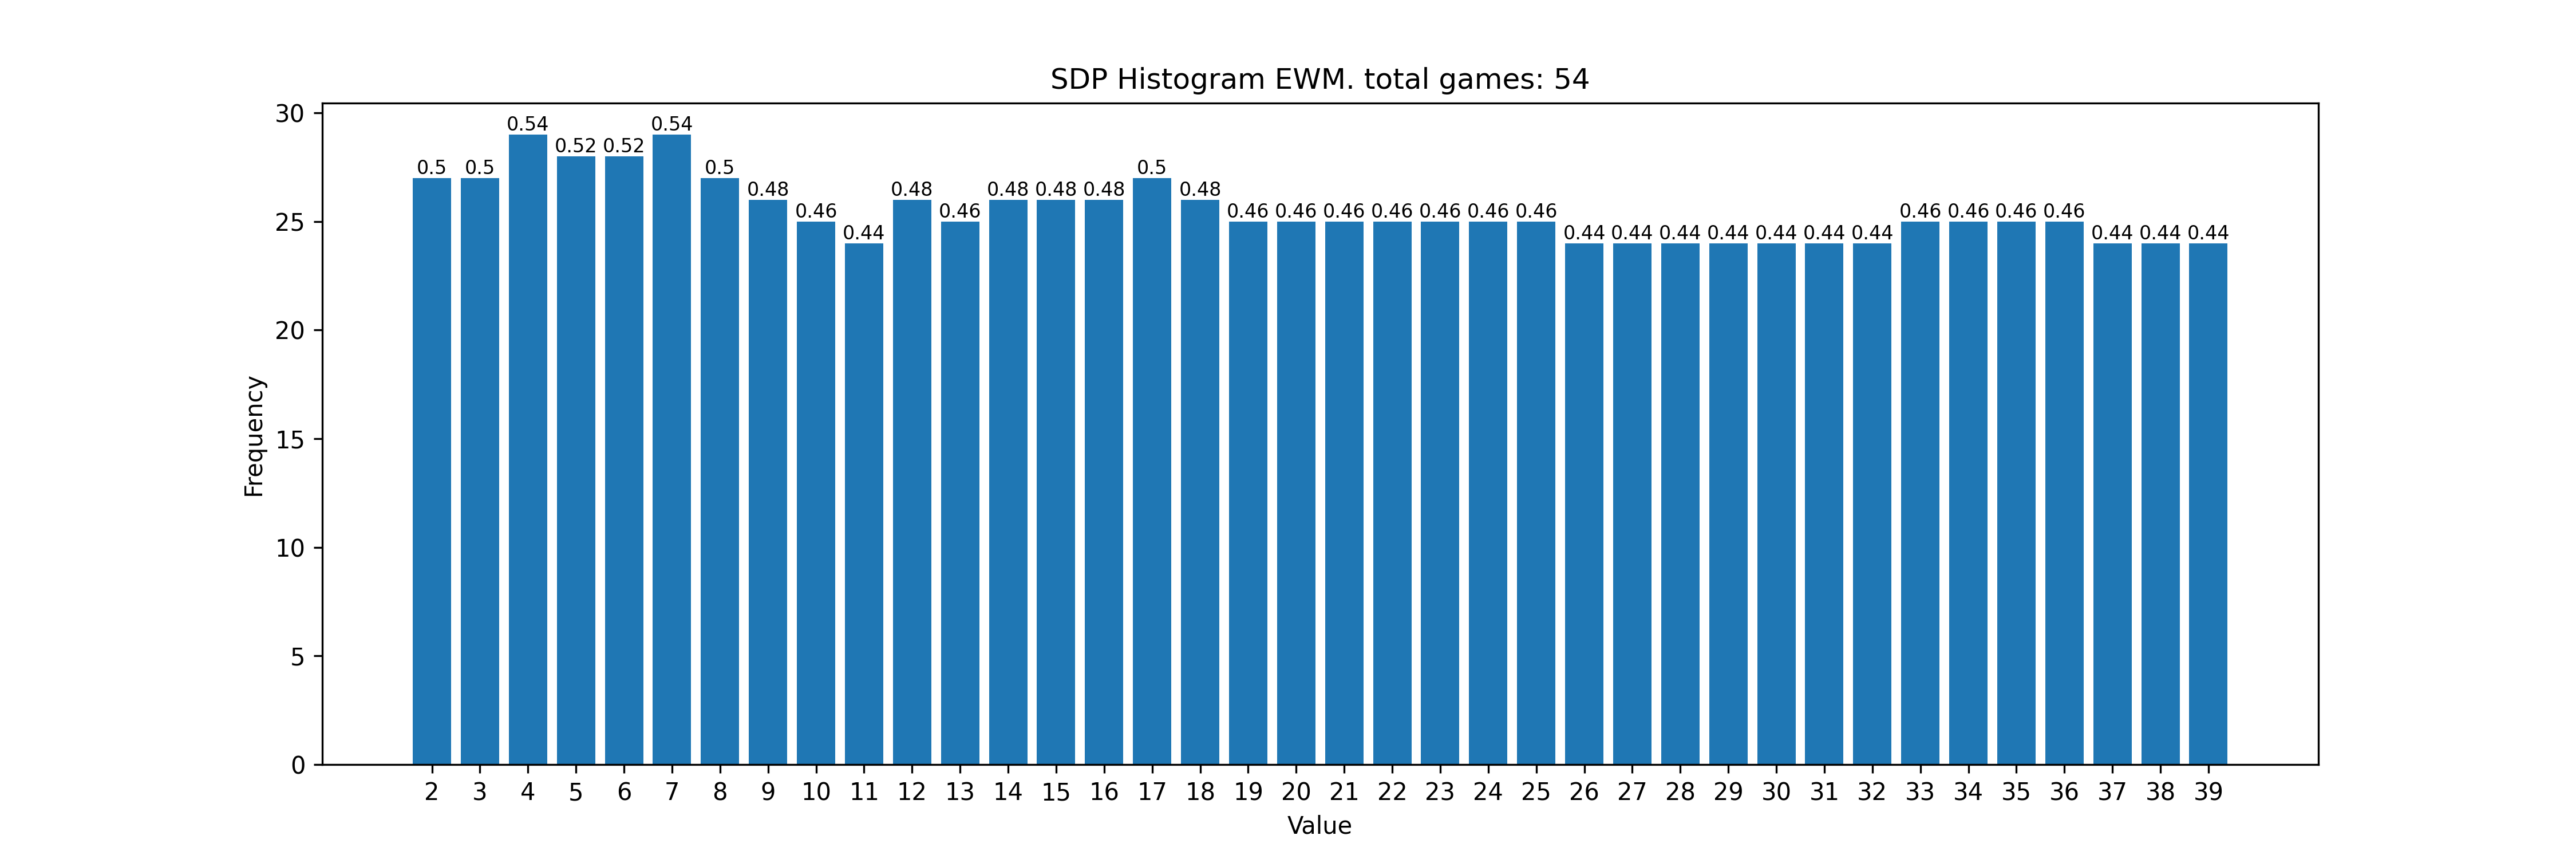 SDP Histogram EWM. total games: 54
30
25
20
15
10
5
0
Frequency
0.5 0.5 0.54 0.52 0.52 0.54 0.5 0.48 0.46 0.44 0.48 0.46 0.48 0.48 0.48 0.5 0.48 0.46 0.46 0.46 0.46 0.46 0.46 0.46 0.44 0.44 0.44 0.44 0.44 0.44 0.44 0.46 0.46 0.46 0.46 0.44 0.44 0.44
2 3 4 5 6 7 8 9 10 11 12 13 14 15 16 17 18 19 20 21 22 23 24 25 26 27 28 29 30 31 32 33 34 35 36 37 38 39
Value